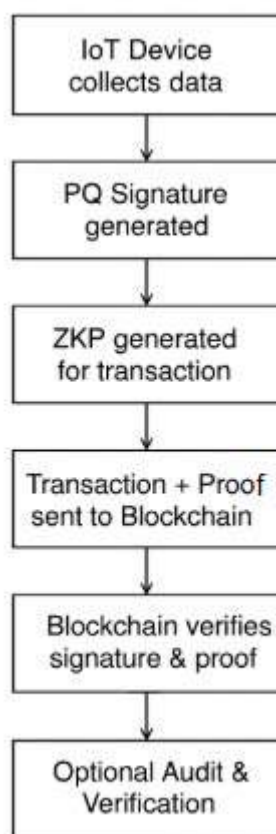 IoT Device
collects data
PQ Signature
generated
ZKP generated
for transaction
Transaction + Proof
sent to Blockchain
Blockchain verifies
signature & proof
Optional Audit &
Verification